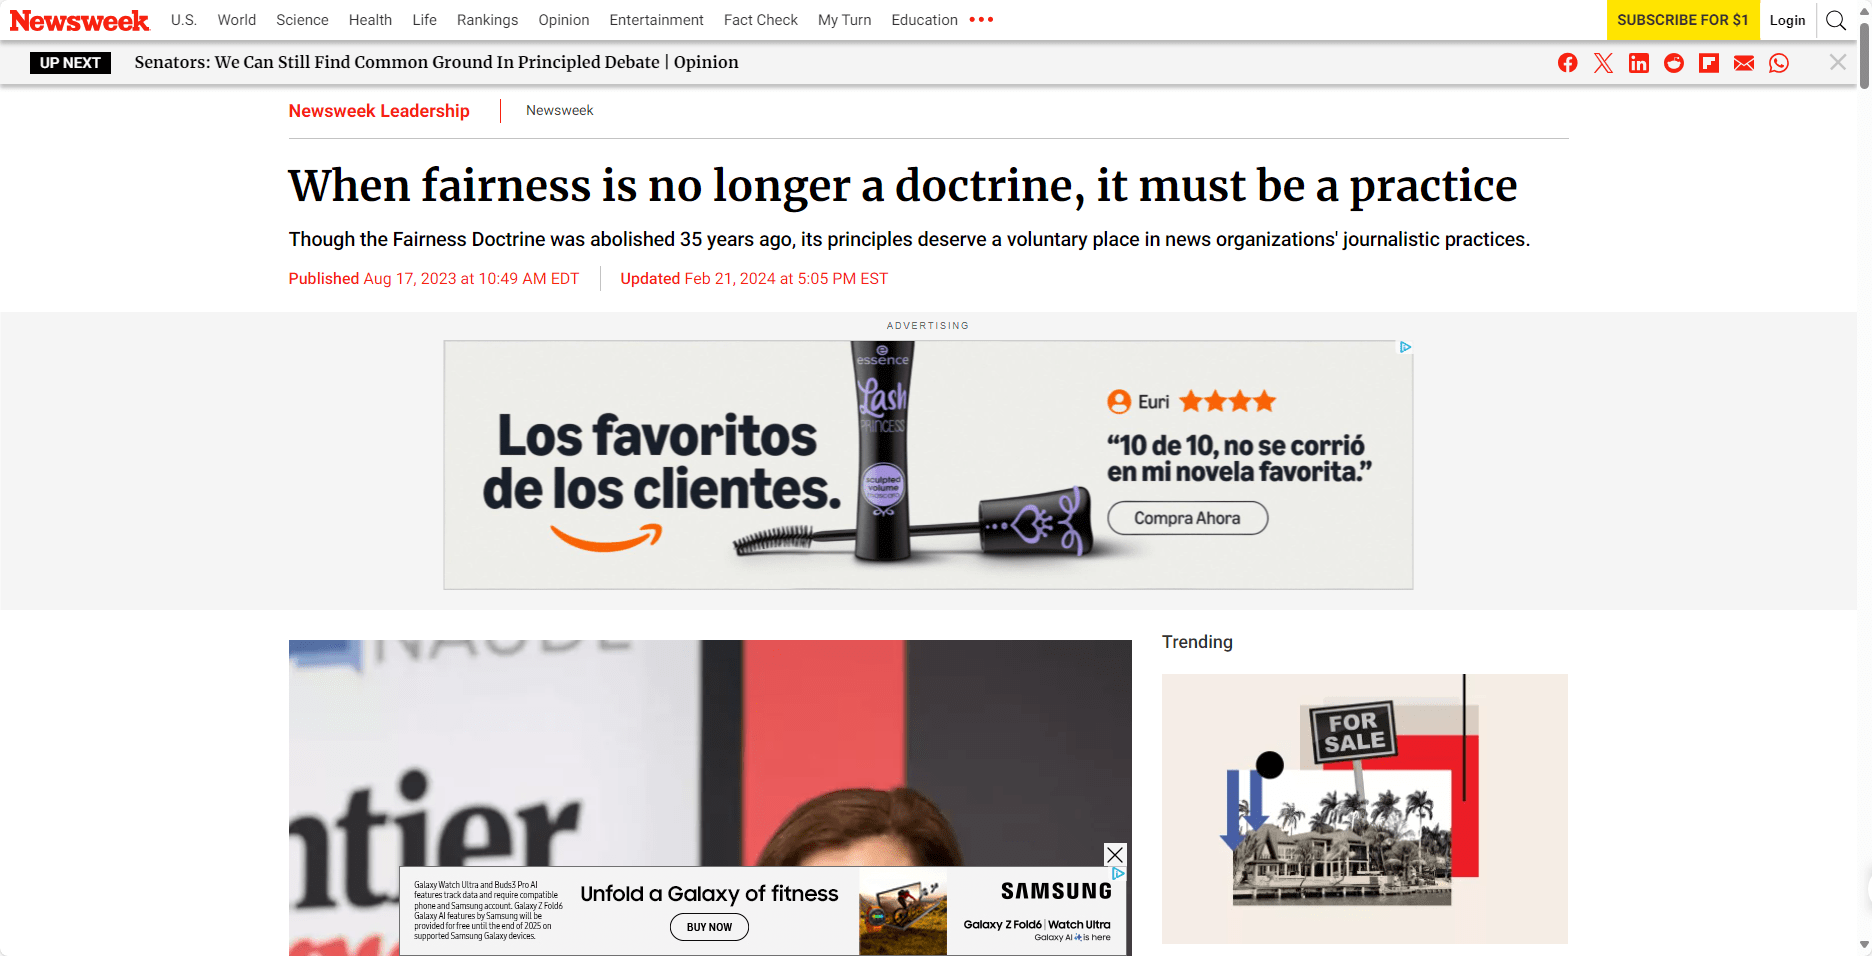 Newsweek
U.S. World Science Health Life Rankings Opinion Entertainment Fact Check My Turn Education
SUBSCRIBE FOR $1
Login
UP NEXT
Senators: We Can Still Find Common Ground In Principled Debate | Opinion
Newsweek Leadership
Newsweek
When fairness is no longer a doctrine, it must be a practice
Though the Fairness Doctrine was abolished 35 years ago, its principles deserve a voluntary place in news organizations' journalistic practices.
Published Aug 17, 2023 at 10:49 AM EDT
Updated Feb 21, 2024 at 5:05 PM EST
ADVERTISING
Los favoritos
de los clientes.
essence
Lash
PRINCESS
sculpted
volume
mascara
Euri
“10 de 10, no se corrió
en mi novela favorita.”
Compra Ahora
Trending
FOR
SALE
ntier
Galaxy Watch Ultra and Buds3 Pro AI
features track data and require compatible
phone and Samsung account. Galaxy Z Fold6
Galaxy AI features by Samsung will be
provided for free until the end of 2025 on
supported Samsung Galaxy devices.
Unfold a Galaxy of fitness
BUY NOW
SAMSUNG
Galaxy Z Fold6 | Watch Ultra
Galaxy AI is here